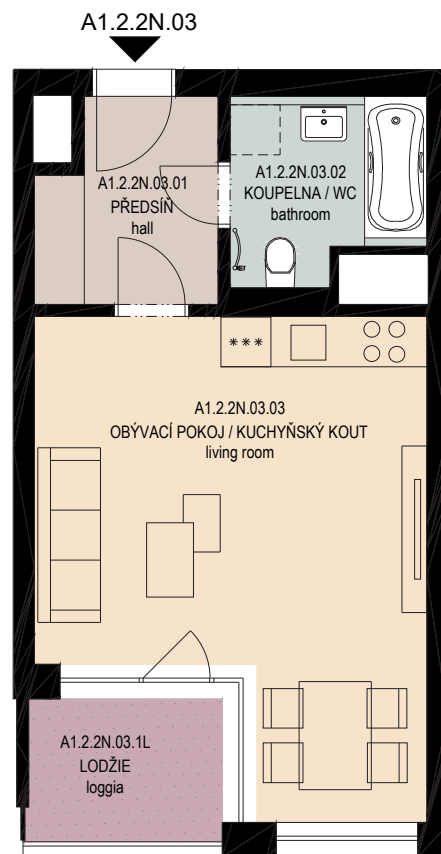 A1.2.2N.03
A1.2.2N.03.01
PŘEDSÍŇ
hall
A1.2.2N.03.02
KOUPELNA / WC
bathroom
***
A1.2.2N.03.03
OBÝVACÍ POKOJ / KUCHYŇSKÝ KOUT
living room
A1.2.2N.03.1L
LODŽIE
loggia